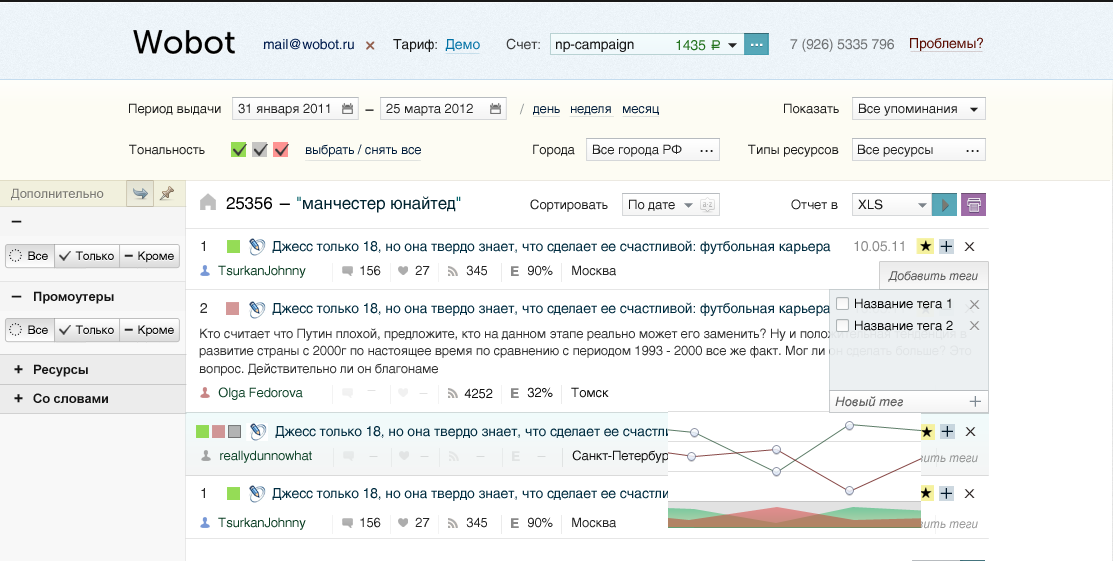 Wobot mail@wobot.ru × Тариф: Демо Счет: np-campaign 1435 ₽ ... 7 (926) 5335 796 Проблемы?
Период выдачи 31 января 2011 – 25 марта 2012 / день неделя месяц Показать Все упоминания
Тональность выбрать / снять все Города Все города РФ ... Типы ресурсов Все ресурсы ...
Дополнительно
25356 – "манчестер юнайтед" Сортировать По дате a-z Отчет в XLS
–
1 Джесс только 18, но она твердо знает, что сделает ее счастливой: футбольная карьера 10.05.11 ★ + ×
Все Только – Кроме
TsurkanJohnny 156 27 345 E 90% Москва Добавить теги
– Промоутеры
2 Джесс только 18, но она твердо знает, что сделает ее счастливой: футбольная карьера
Название тега 1 ×
Название тега 2 ×
Все Только – Кроме
Кто считает что Путин плохой, предложите, кто на данном этапе реально может его заменить? Ну и полож
развитие страны с 2000г по настоящее время по сравнению с периодом 1993 - 2000 все же факт. Мог ли он сделать больше? Это
вопрос. Действительно ли он благонаме
+ Ресурсы
Olga Fedorova – – 4252 E 32% Томск
+ Со словами
Новый тег +
Джесс только 18, но она твердо знает, что сделает ее счастли ★ + ×
reallydunnowhat – – – E – Санкт-Петербур вить теги
1 Джесс только 18, но она твердо знает, что сделает ее счастли ★ + ×
TsurkanJohnny 156 27 345 E 90% Москва вить теги